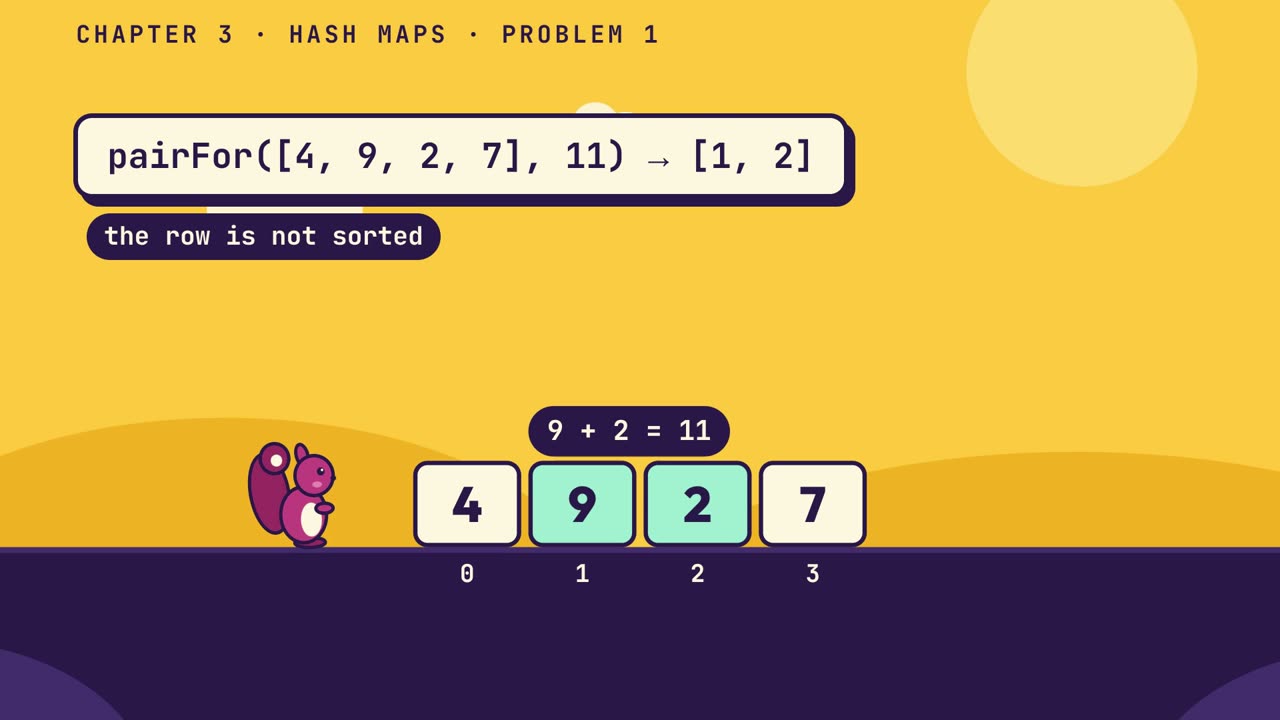 CHAPTER 3 · HASH MAPS · PROBLEM 1
pairFor([4, 9, 2, 7], 11) → [1, 2]
the row is not sorted
9 + 2 = 11
4 9 2 7
0 1 2 3